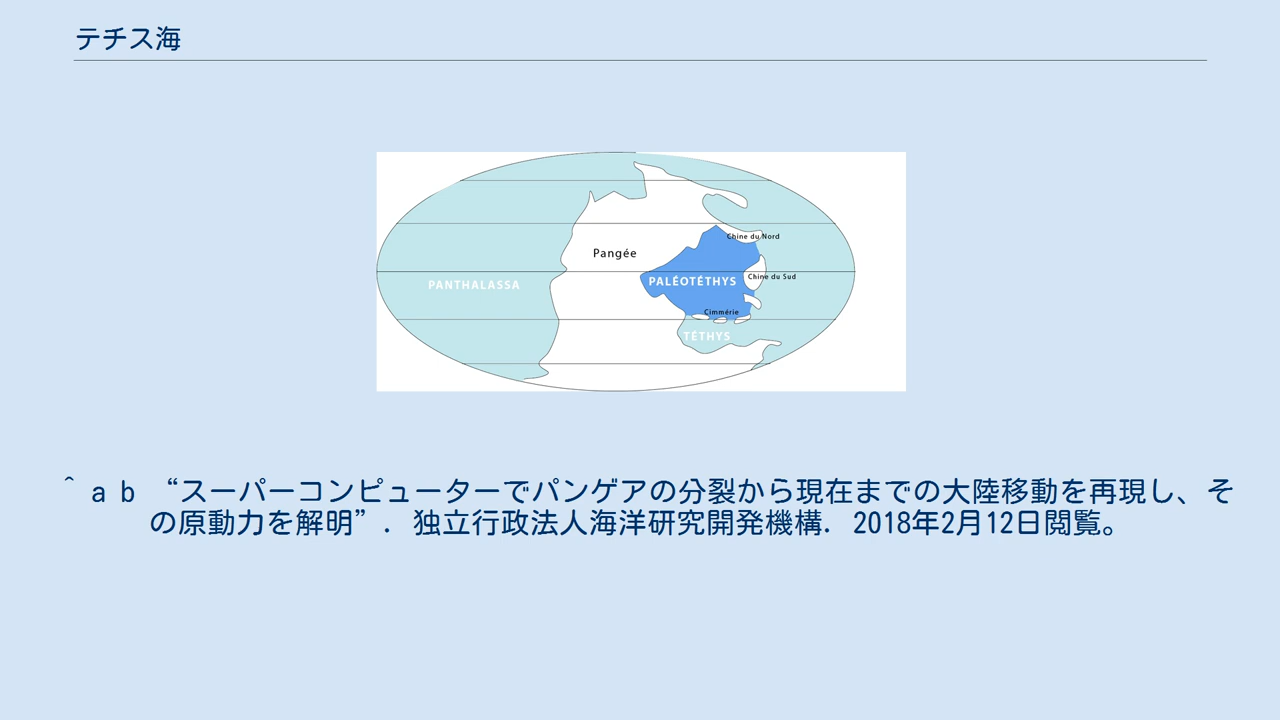 テチス海
Chine du Nord
Pangée
Chine du Sud
PALÉOTÉTHYS
PANTHALASSA
Cimmérie
TÉTHYS
^ a b “スーパーコンピューターでパンゲアの分裂から現在までの大陸移動を再現し、そ
の原動力を解明”. 独立行政法人海洋研究開発機構. 2018年2月12日閲覧。